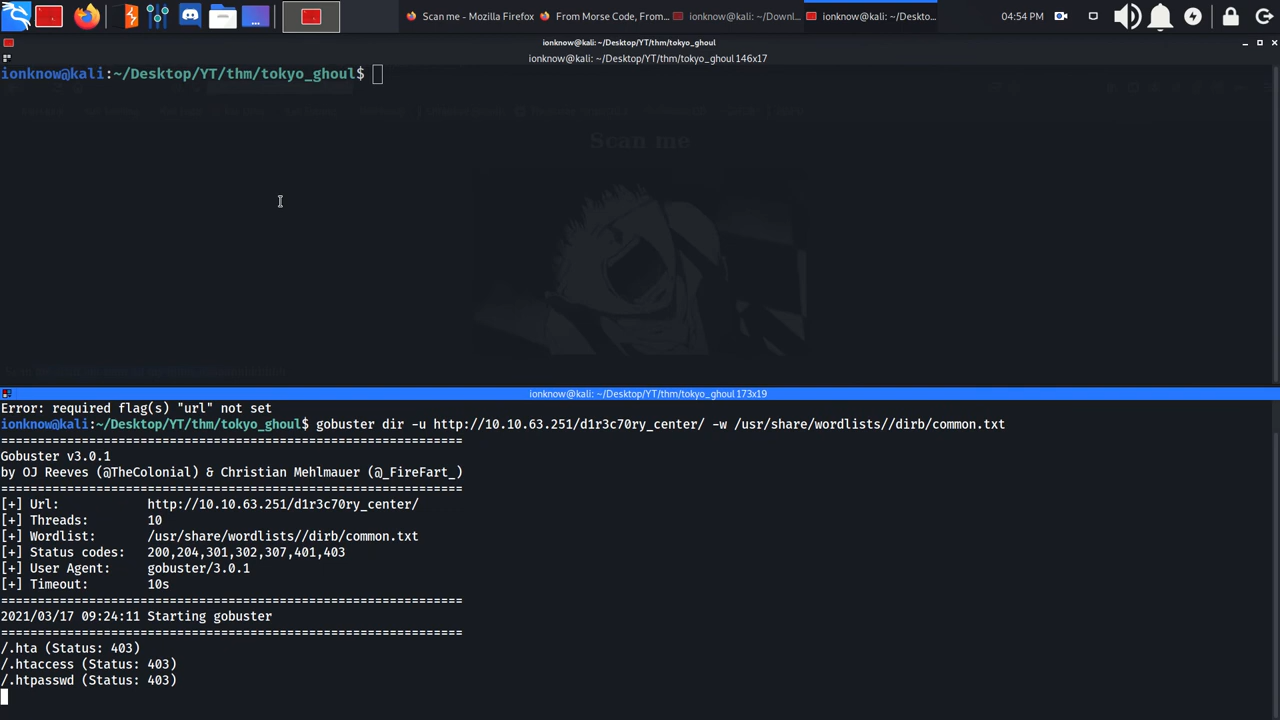 Scan me - Mozilla Firefox
From Morse Code, From...
ionknow@kali: ~/Downl...
ionknow@kali: ~/Deskto...
04:54 PM
ionknow@kali: ~/Desktop/YT/thm/tokyo_ghoul
ionknow@kali: ~/Desktop/YT/thm/tokyo_ghoul 146x17
ionknow@kali:~/Desktop/YT/thm/tokyo_ghoul$
Scan me
ionknow@kali: ~/Desktop/YT/thm/tokyo_ghoul 173x19
Error: required flag(s) "url" not set
ionknow@kali:~/Desktop/YT/thm/tokyo_ghoul$ gobuster dir -u http://10.10.63.251/d1r3c70ry_center/ -w /usr/share/wordlists//dirb/common.txt
===============================================================
Gobuster v3.0.1
by OJ Reeves (@TheColonial) & Christian Mehlmauer (@_FireFart_)
===============================================================
[+] Url:            http://10.10.63.251/d1r3c70ry_center/
[+] Threads:        10
[+] Wordlist:       /usr/share/wordlists//dirb/common.txt
[+] Status codes:   200,204,301,302,307,401,403
[+] User Agent:     gobuster/3.0.1
[+] Timeout:        10s
===============================================================
2021/03/17 09:24:11 Starting gobuster
===============================================================
/.hta (Status: 403)
/.htaccess (Status: 403)
/.htpasswd (Status: 403)